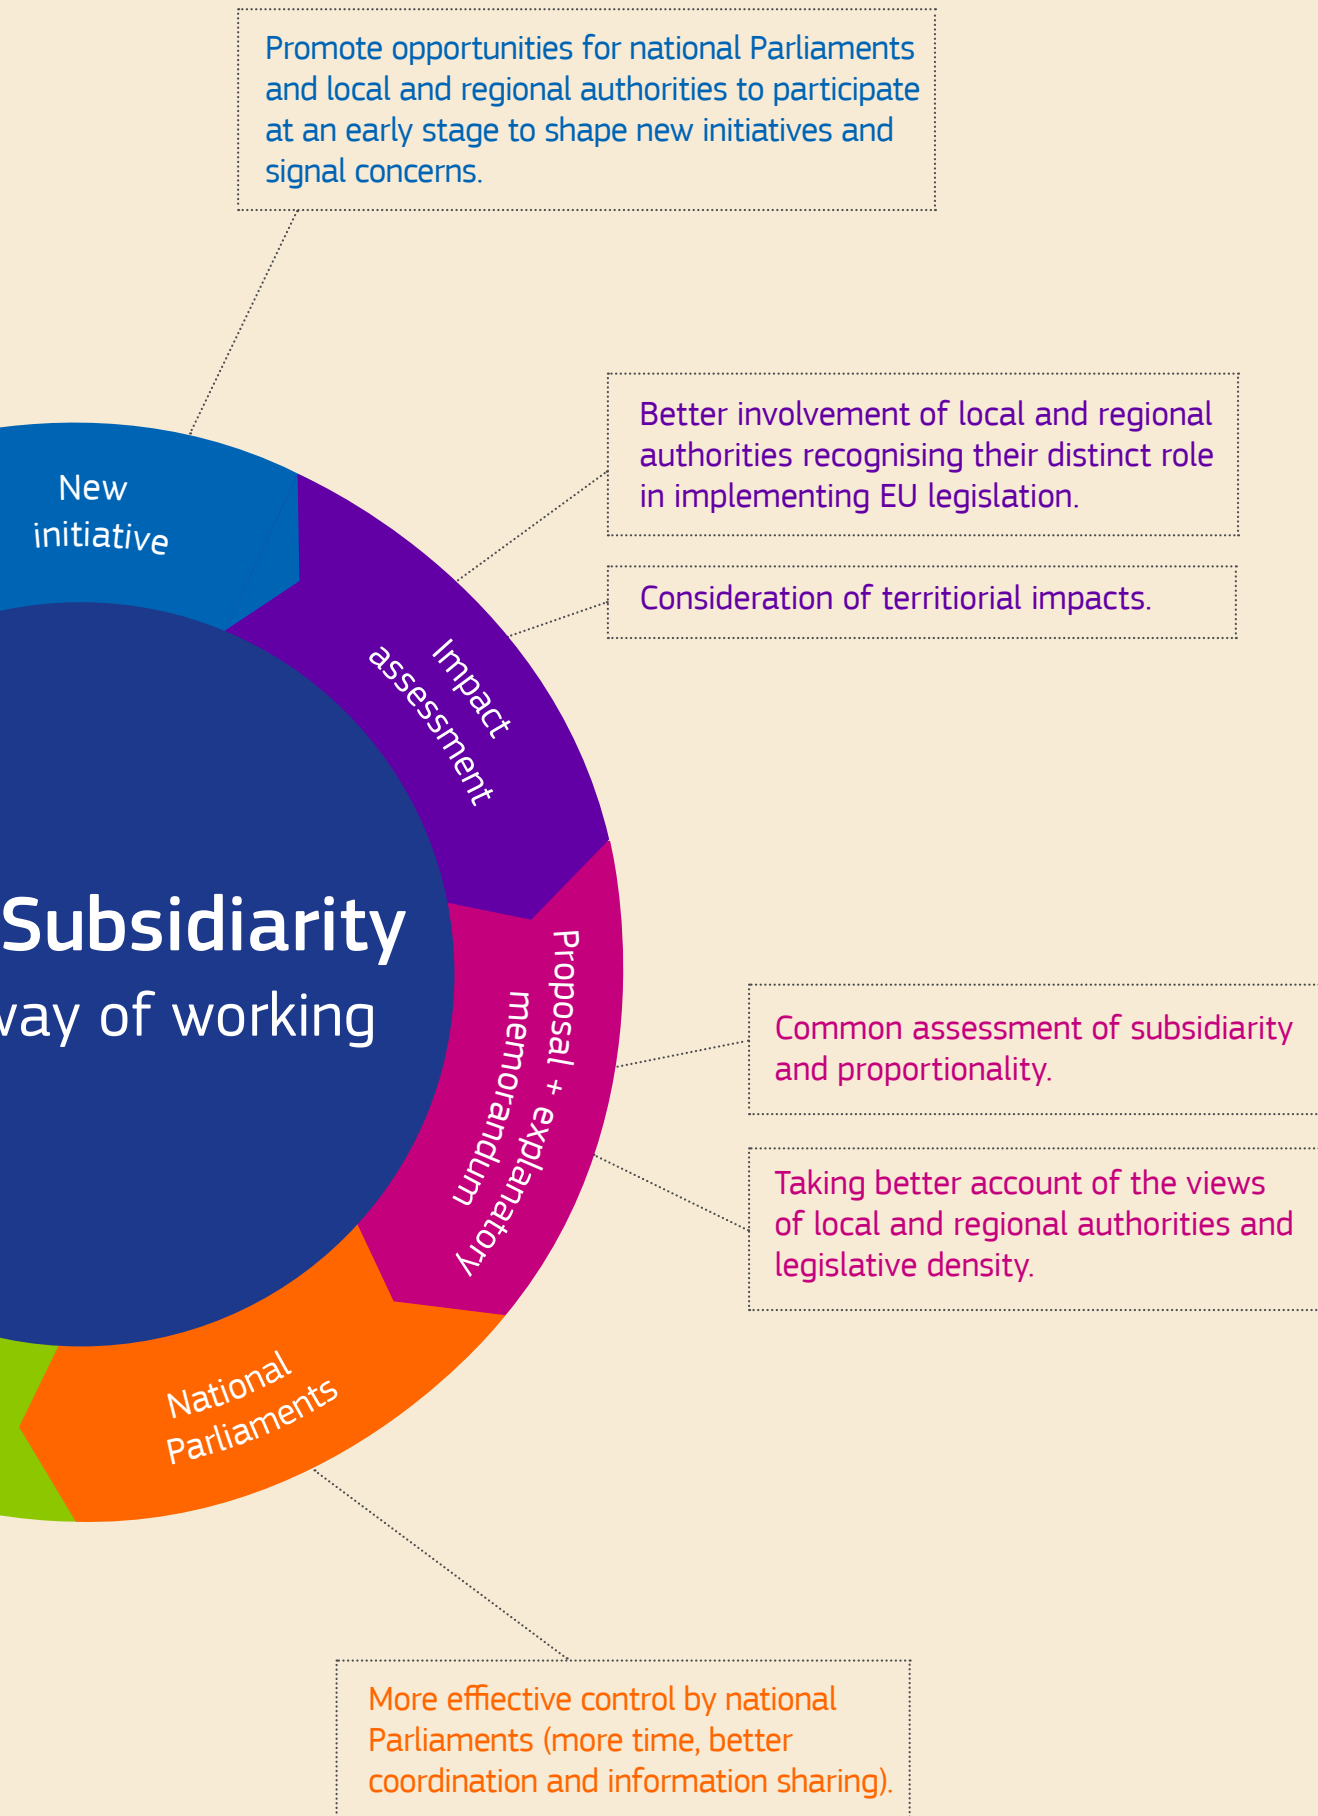 Promote opportunities for national Parliaments
and local and regional authorities to participate
at an early stage to shape new initiatives and
signal concerns.
Better involvement of local and regional
authorities recognising their distinct role
in implementing EU legislation.
Consideration of territiorial impacts.
New
initiative
Impact
assessment
Subsidiarity
way of working
Proposal + explanatory
memorandum
Common assessment of subsidiarity
and proportionality.
Taking better account of the views
of local and regional authorities and
legislative density.
National
Parliaments
More effiective control by national
Parliaments (more time, better
coordination and information sharing).